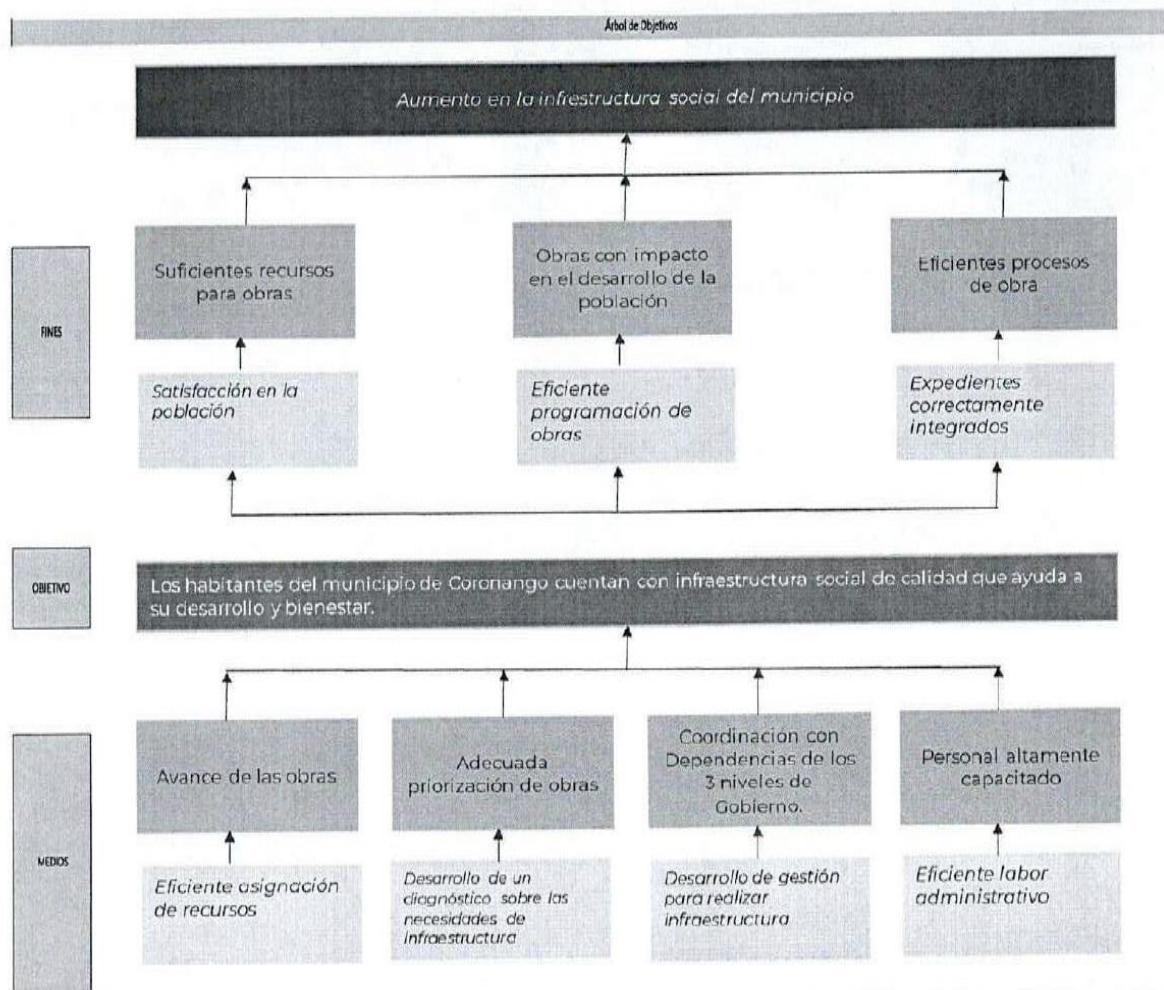 Árbol de Objetivos
Aumento en la infrestructura social del municipio
FINES
Suficientes recursos
para obras
Obras con impacto
en el desarrollo de la
población
Eficientes procesos
de obra
Satisfacción en la
población
Eficiente
programación de
obras
Expedientes
correctamente
integrados
OBJETIVO
Los habitantes del municipio de Coronango cuentan con infraestructura social de calidad que ayuda a
su desarrollo y bienestar.
MEDIOS
Avance de las obras
Adecuada
priorización de obras
Coordinación con
Dependencias de los
3 niveles de
Gobierno.
Personal altamente
capacitado
Eficiente asignación
de recursos
Desarrollo de un
diagnóstico sobre las
necesidades de
infraestructura
Desarrollo de gestión
para realizar
infraestructura
Eficiente labor
administrativo